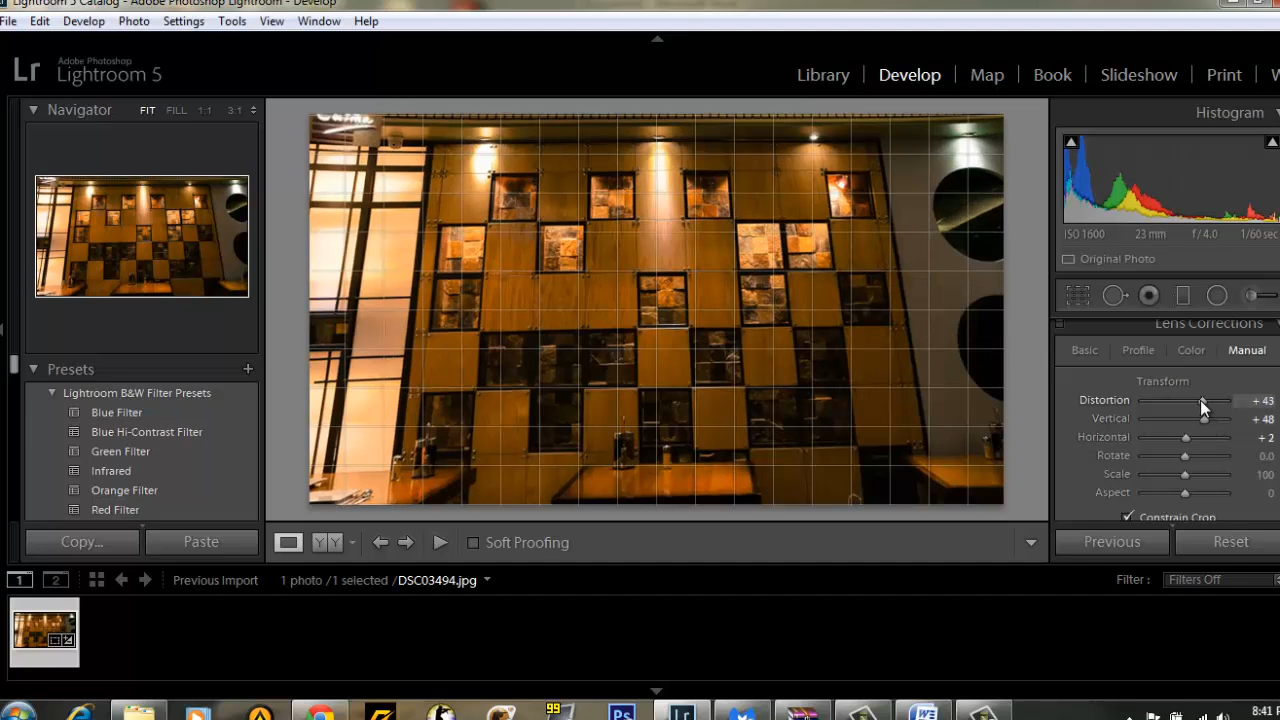 Lightroom 5 Catalog - Adobe Photoshop Lightroom - Develop
File Edit Develop Photo Settings Tools View Window Help
Lr Adobe Photoshop Lightroom 5
Library Develop Map Book Slideshow Print W
Navigator FIT FILL 1:1 3:1
Histogram
ISO 1600 23 mm f / 4.0 1/60 sec
Original Photo
Lens Corrections
Basic Profile Color Manual
Transform
Distortion + 43
Vertical + 48
Horizontal + 2
Rotate 0.0
Scale 100
Aspect 0
Constrain Crop
Previous Reset
Presets +
Lightroom B&W Filter Presets
Blue Filter
Blue Hi-Contrast Filter
Green Filter
Infrared
Orange Filter
Red Filter
Copy... Paste
Y Y Soft Proofing
1 2 Previous Import 1 photo / 1 selected / DSC03494.jpg Filter : Filters Off
99 Ps Lr W 8:41